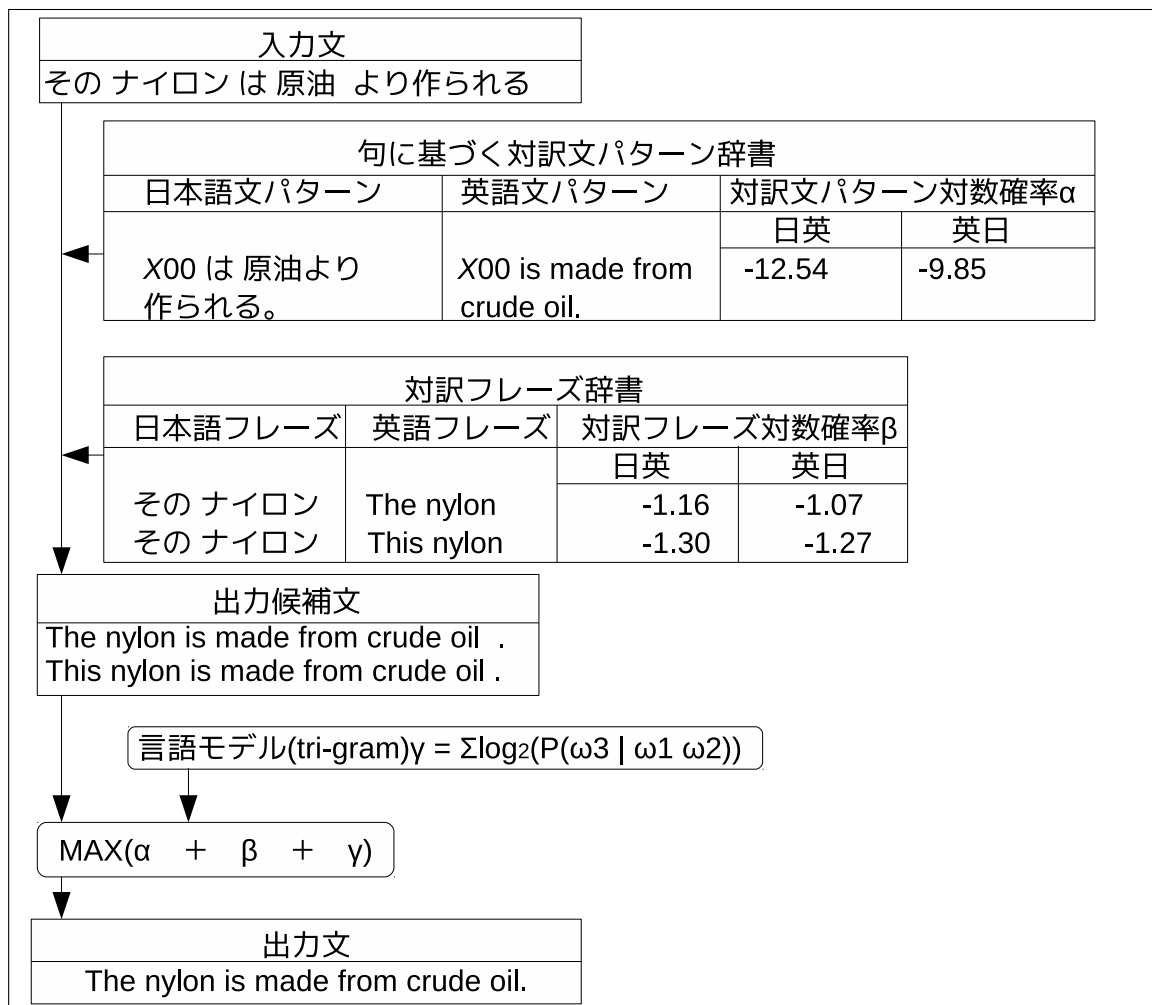 入力文
その ナイロン は 原油 より作られる
句に基づく対訳文パターン辞書
日本語文パターン 英語文パターン 対訳文パターン対数確率α
日英 英日
X00 は 原油より X00 is made from -12.54 -9.85
作られる。 crude oil.
対訳フレーズ辞書
日本語フレーズ 英語フレーズ 対訳フレーズ対数確率β
日英 英日
その ナイロン The nylon -1.16 -1.07
その ナイロン This nylon -1.30 -1.27
出力候補文
The nylon is made from crude oil .
This nylon is made from crude oil .
言語モデル(tri-gram)γ = Σlog2(P(ω3 | ω1 ω2))
MAX(α + β + γ)
出力文
The nylon is made from crude oil.